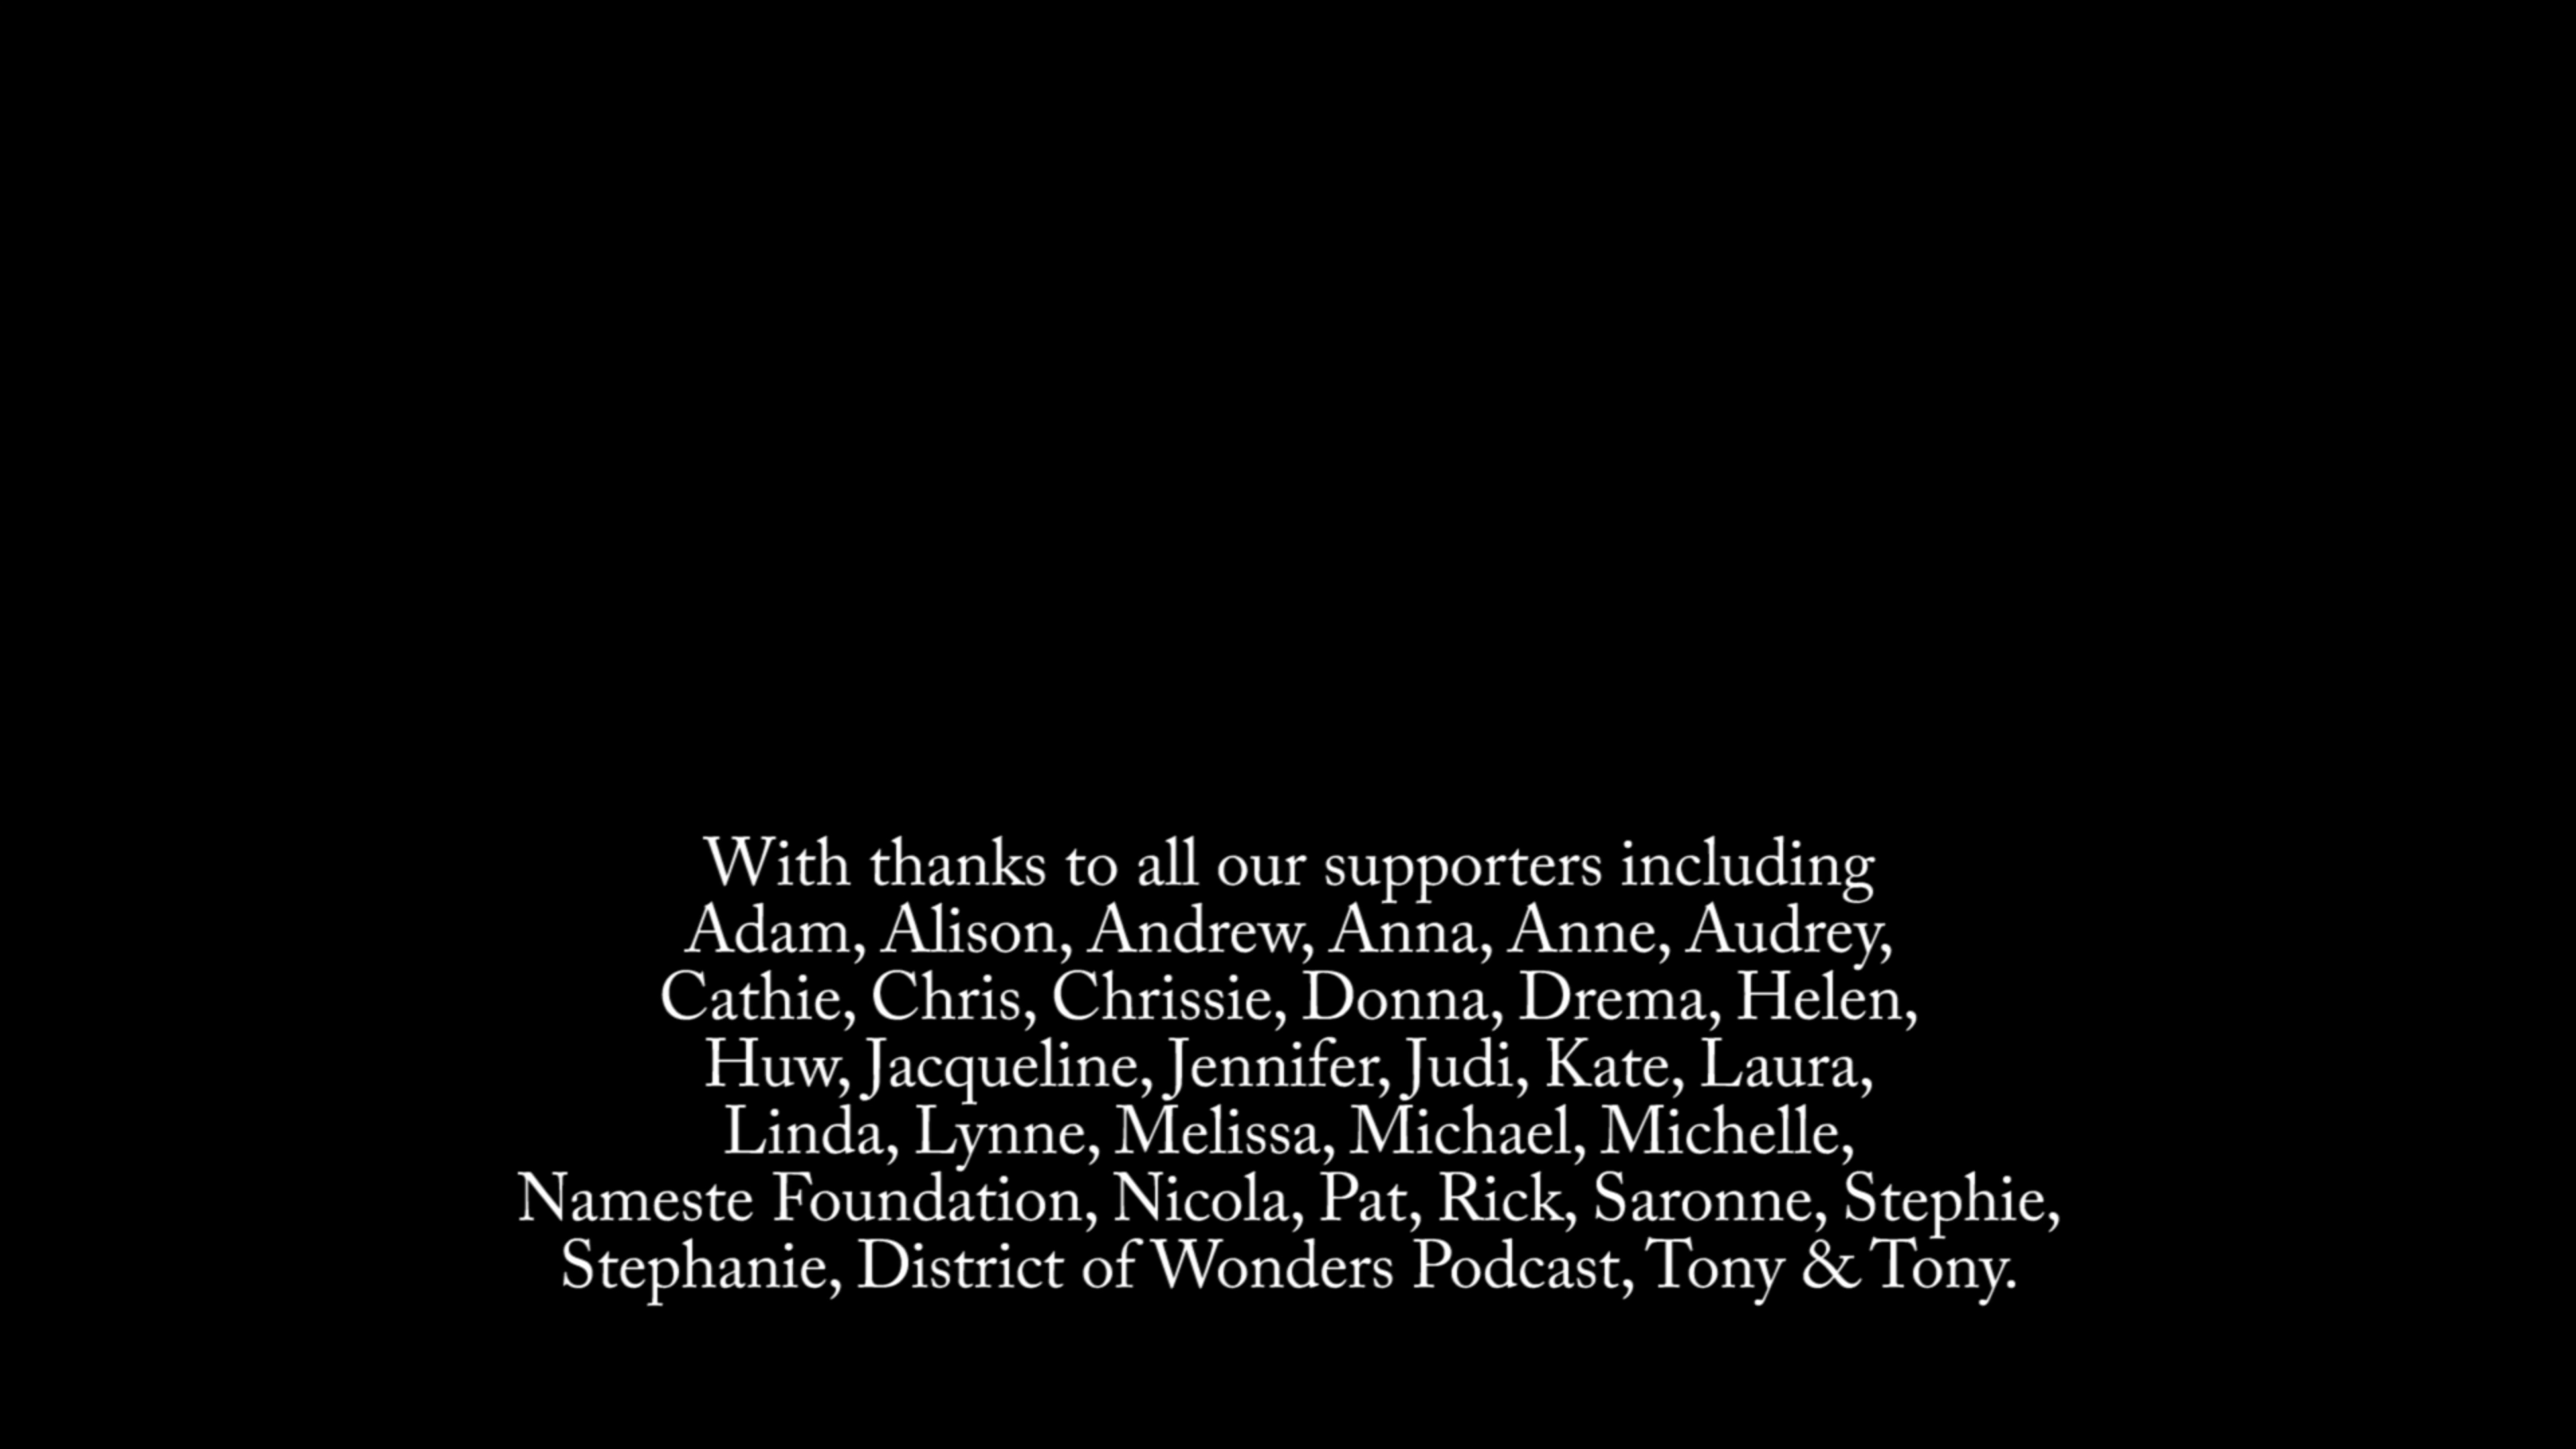 With thanks to all our supporters including
Adam, Alison, Andrew, Anna, Anne, Audrey,
Cathie, Chris, Chrissie, Donna, Drema, Helen,
Huw, Jacqueline, Jennifer, Judi, Kate, Laura,
Linda, Lynne, Melissa, Michael, Michelle,
Nameste Foundation, Nicola, Pat, Rick, Saronne, Stephie,
Stephanie, District of Wonders Podcast, Tony & Tony.